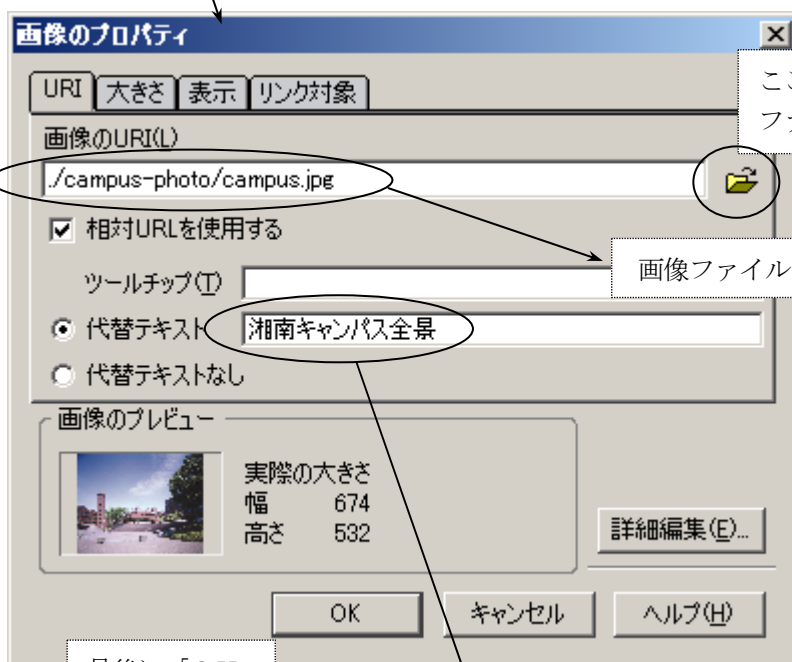 画像のプロパティ
URI 大きさ 表示 リンク対象
画像のURI(L)
./campus-photo/campus.jpg
相対URLを使用する
画像ファイル
ツールチップ(T)
代替テキスト 湘南キャンパス全景
代替テキストなし
画像のプレビュー
実際の大きさ
幅 674
高さ 532
詳細編集(E)...
OK キャンセル ヘルプ(H)